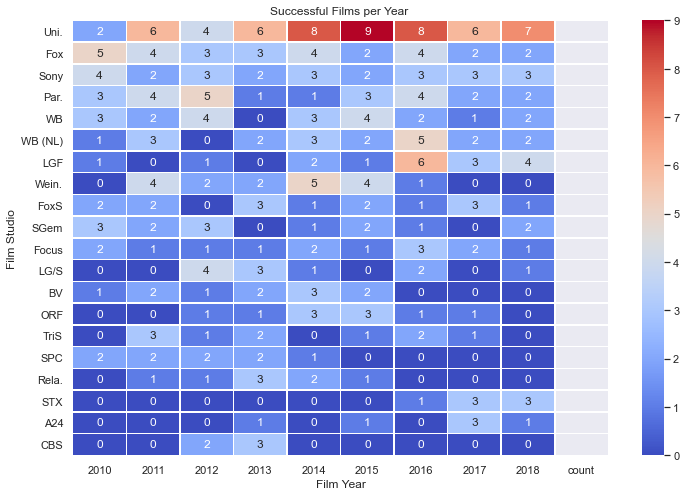 Successful Films per Year
Uni. 2 6 4 6 8 9 8 6 7
Fox 5 4 3 3 4 2 4 2 2
Sony 4 2 3 2 3 2 3 3 3
Par. 3 4 5 1 1 3 4 2 2
WB 3 2 4 0 3 4 2 1 2
WB (NL) 1 3 0 2 3 2 5 2 2
LGF 1 0 1 0 2 1 6 3 4
Wein. 0 4 2 2 5 4 1 0 0
FoxS 2 2 0 3 1 2 1 3 1
SGem 3 2 3 0 1 2 1 0 2
Focus 2 1 1 1 2 1 3 2 1
LG/S 0 0 4 3 1 0 2 0 1
BV 1 2 1 2 3 2 0 0 0
ORF 0 0 1 1 3 3 1 1 0
TriS 0 3 1 2 0 1 2 1 0
SPC 2 2 2 2 1 0 0 0 0
Rela. 0 1 1 3 2 1 0 0 0
STX 0 0 0 0 0 0 1 3 3
A24 0 0 0 1 0 1 0 3 1
CBS 0 0 2 3 0 0 0 0 0
2010 2011 2012 2013 2014 2015 2016 2017 2018 count
Film Year
Film Studio
9
8
7
6
5
4
3
2
1
0